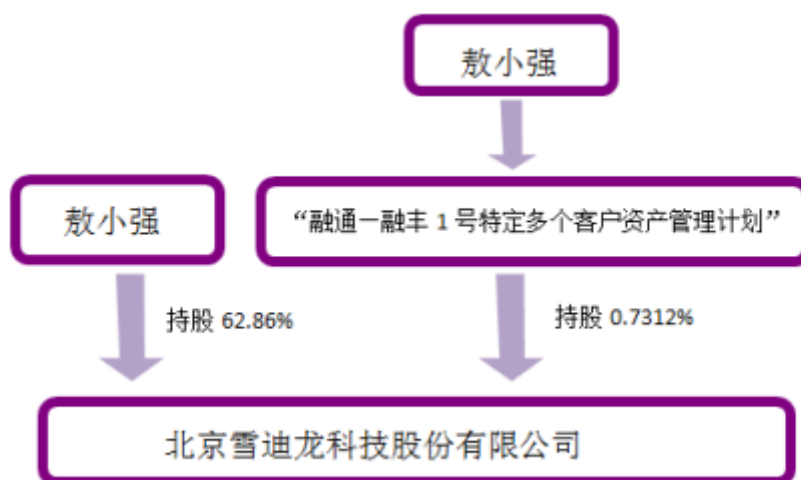 敖小强
敖小强
“融通一融丰 1 号特定多个客户资产管理计划”
持股 62.86%
持股 0.7312%
北京雪迪龙科技股份有限公司